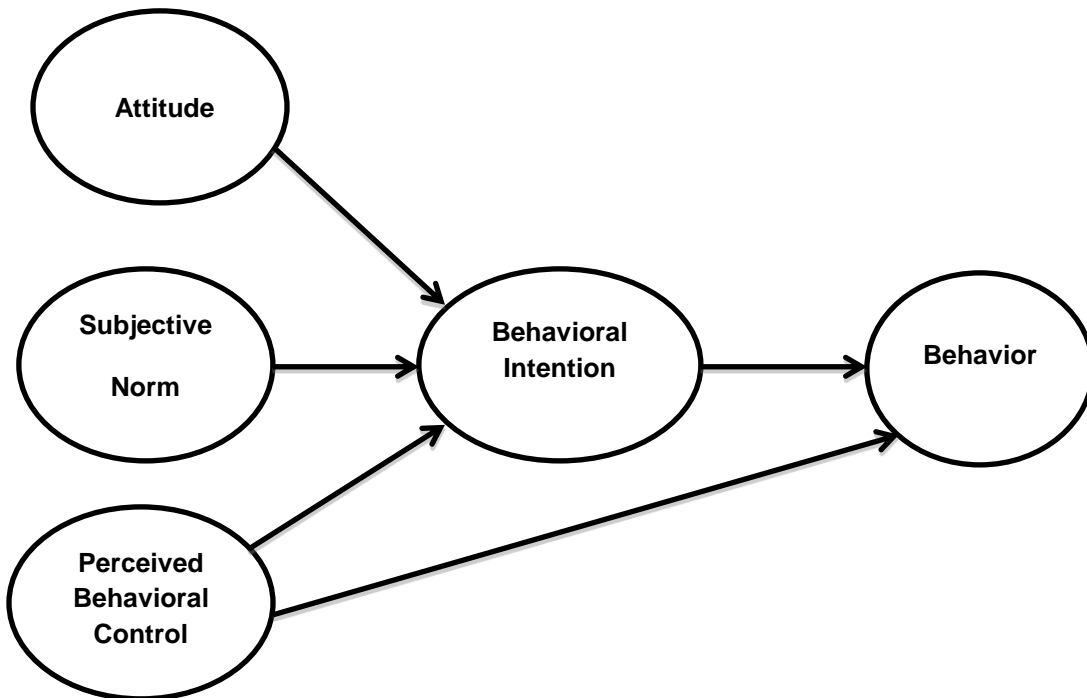 Attitude
Subjective
Norm
Behavioral
Intention
Behavior
Perceived
Behavioral
Control